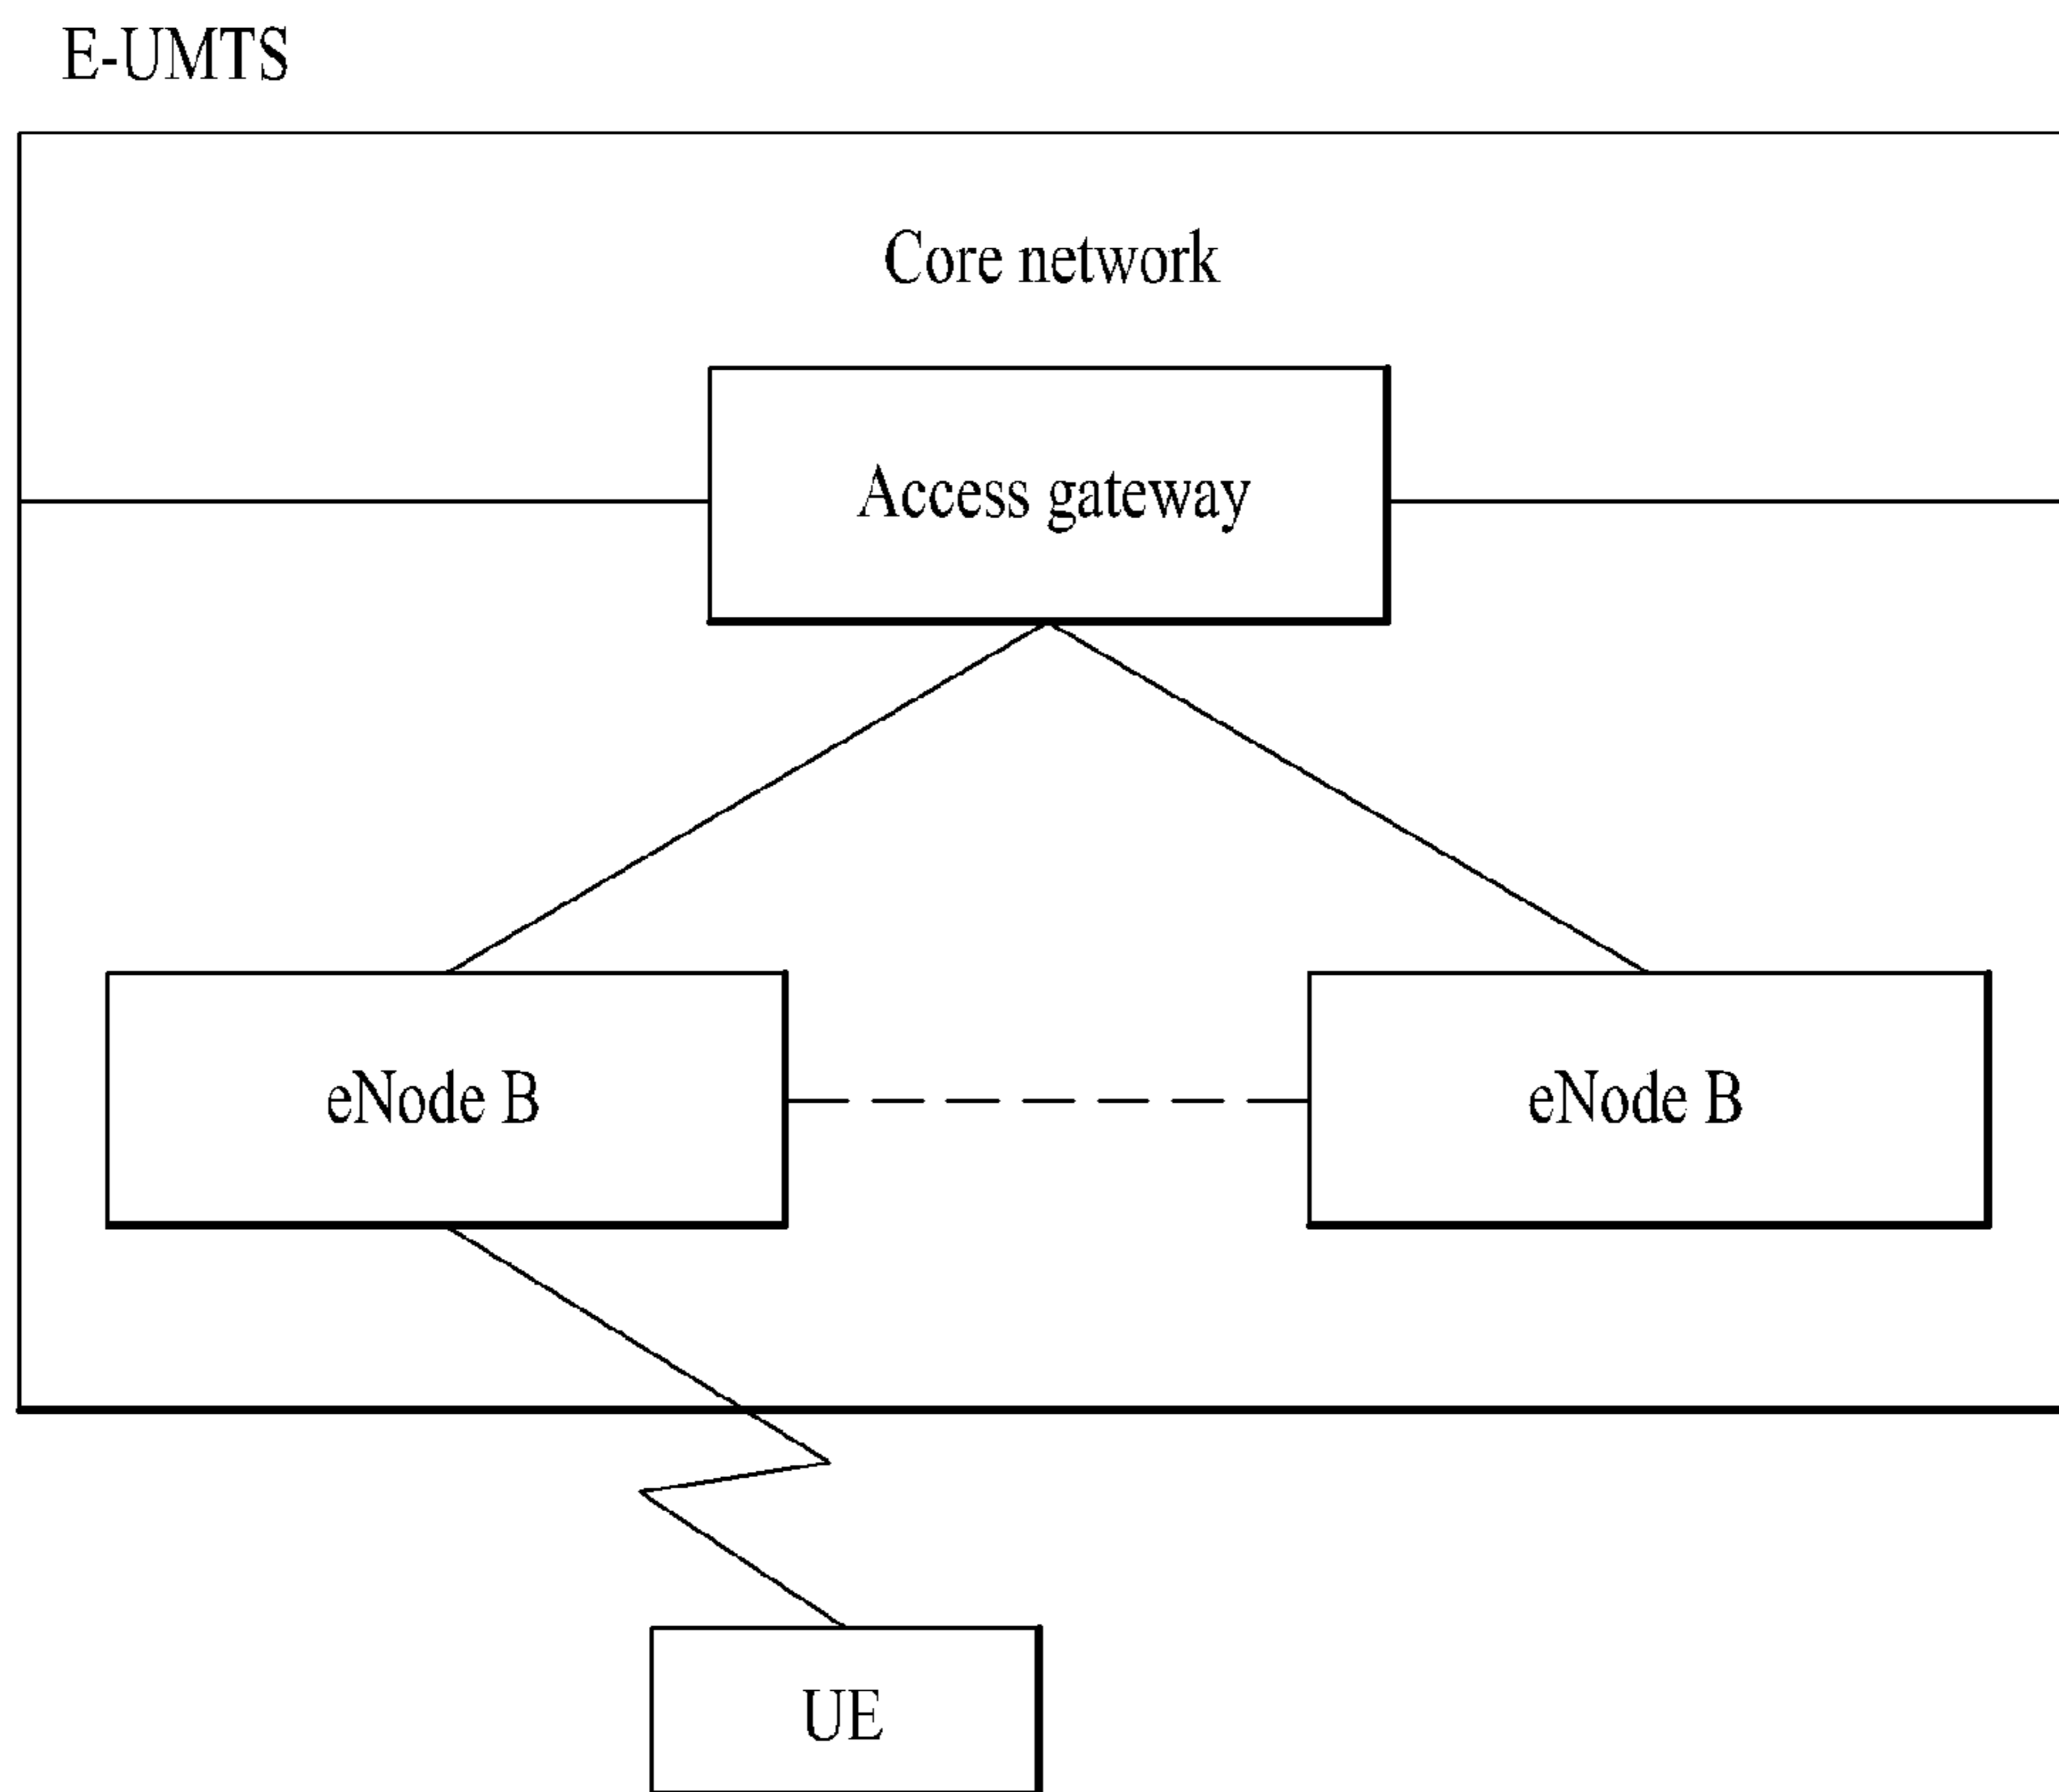 E-UMTS
Core network
Access gateway
eNode B
eNode B
UE